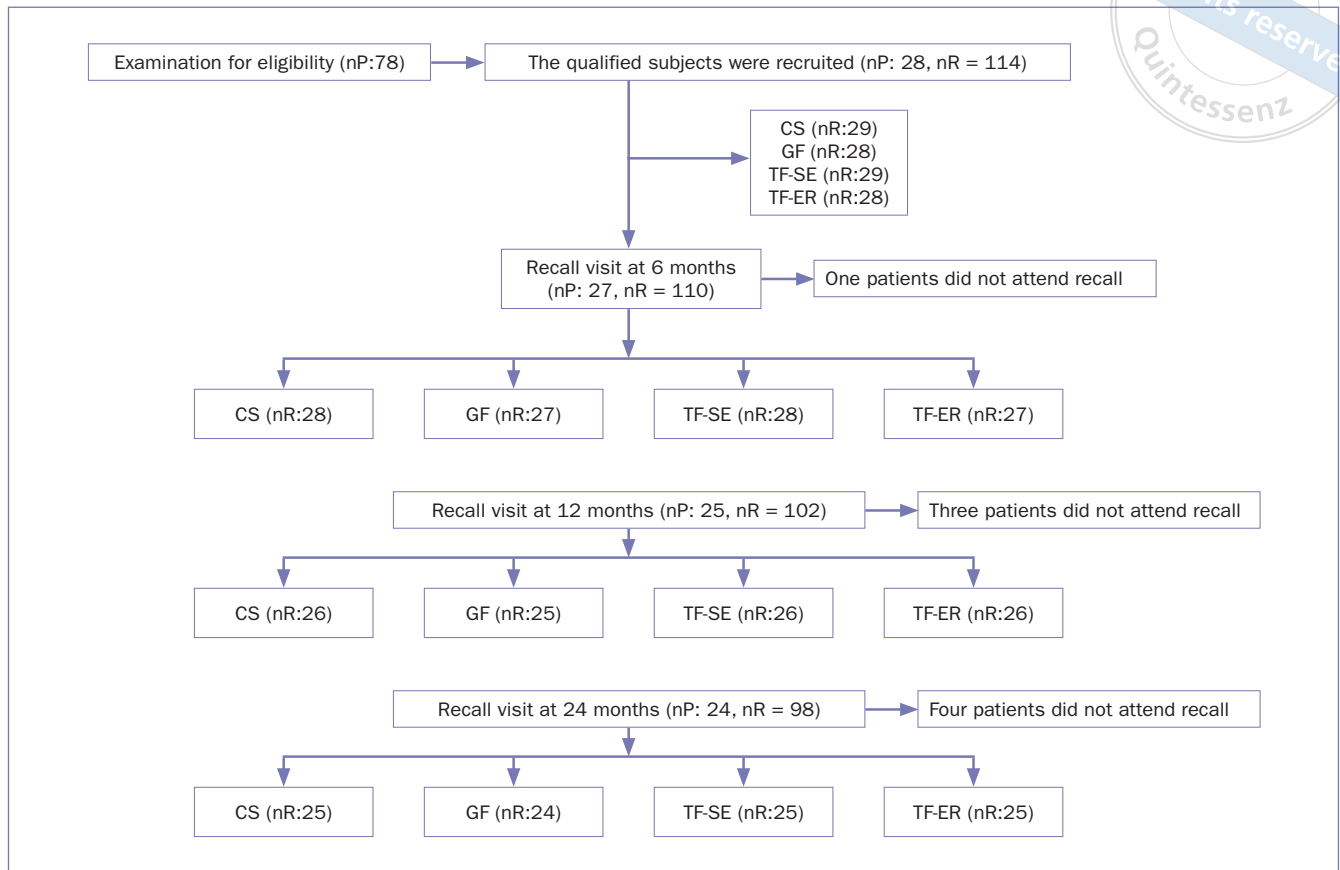 ts reserve
Quintessenz
Examination for eligibility (nP:78)
The qualified subjects were recruited (nP: 28, nR = 114)
CS (nR:29)
GF (nR:28)
TF-SE (nR:29)
TF-ER (nR:28)
Recall visit at 6 months
(nP: 27, nR = 110)
One patients did not attend recall
CS (nR:28)
GF (nR:27)
TF-SE (nR:28)
TF-ER (nR:27)
Recall visit at 12 months (nP: 25, nR = 102)
Three patients did not attend recall
CS (nR:26)
GF (nR:25)
TF-SE (nR:26)
TF-ER (nR:26)
Recall visit at 24 months (nP: 24, nR = 98)
Four patients did not attend recall
CS (nR:25)
GF (nR:24)
TF-SE (nR:25)
TF-ER (nR:25)